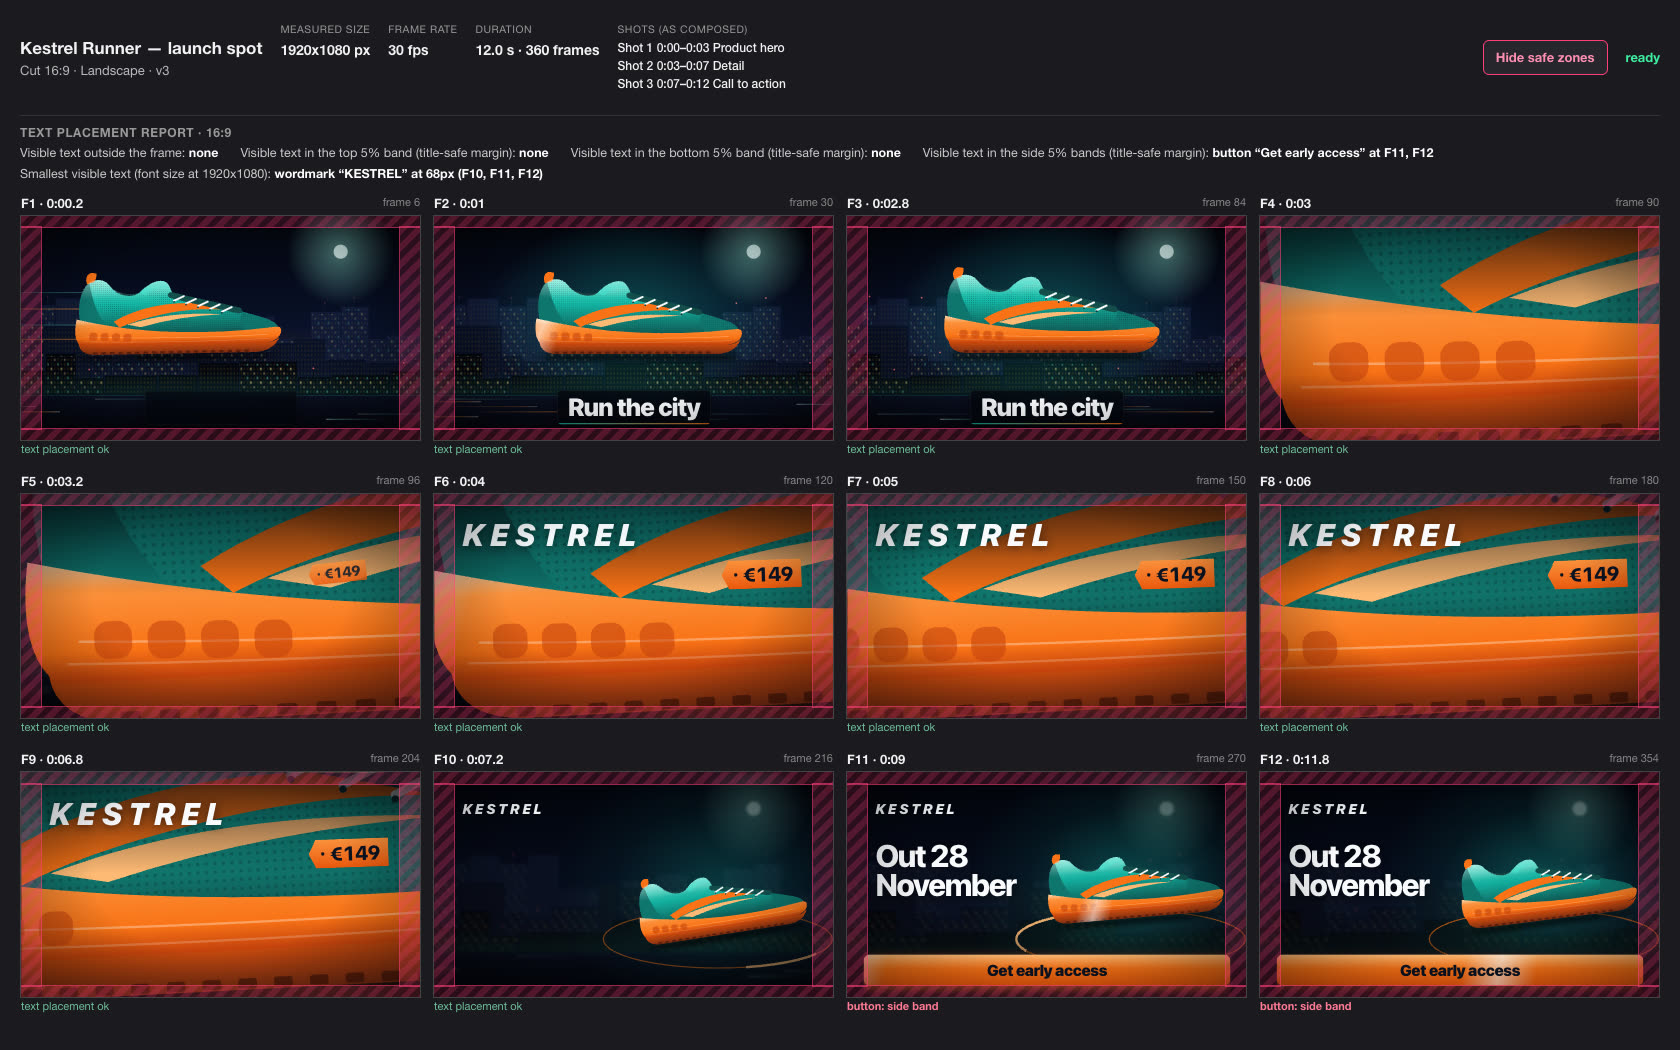 Kestrel Runner — launch spot
Cut 16:9 · Landscape · v3
MEASURED SIZE
1920x1080 px
FRAME RATE
30 fps
DURATION
12.0 s · 360 frames
SHOTS (AS COMPOSED)
Shot 1 0:00–0:03 Product hero
Shot 2 0:03–0:07 Detail
Shot 3 0:07–0:12 Call to action
Hide safe zones
ready
TEXT PLACEMENT REPORT · 16:9
Visible text outside the frame: none Visible text in the top 5% band (title-safe margin): none Visible text in the bottom 5% band (title-safe margin): none Visible text in the side 5% bands (title-safe margin): button “Get early access” at F11, F12
Smallest visible text (font size at 1920x1080): wordmark “KESTREL” at 68px (F10, F11, F12)
F1 · 0:00.2
frame 6
text placement ok
F2 · 0:01
frame 30
Run the city
text placement ok
F3 · 0:02.8
frame 84
Run the city
text placement ok
F4 · 0:03
frame 90
text placement ok
F5 · 0:03.2
frame 96
· €149
text placement ok
F6 · 0:04
frame 120
KESTREL
· €149
text placement ok
F7 · 0:05
frame 150
KESTREL
· €149
text placement ok
F8 · 0:06
frame 180
KESTREL
· €149
text placement ok
F9 · 0:06.8
frame 204
KESTREL
· €149
text placement ok
F10 · 0:07.2
frame 216
KESTREL
text placement ok
F11 · 0:09
frame 270
KESTREL
Out 28
November
Get early access
button: side band
F12 · 0:11.8
frame 354
KESTREL
Out 28
November
Get early access
button: side band